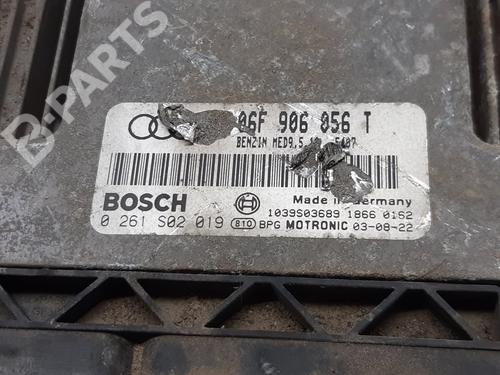 B-PARTS
06F 906 056 T
BENZIN MED9.5
5407
BOSCH
Made in Germany
1039S03689 1866 0162
0 261 S02 019 810 BPG MOTRONIC 03-08-22